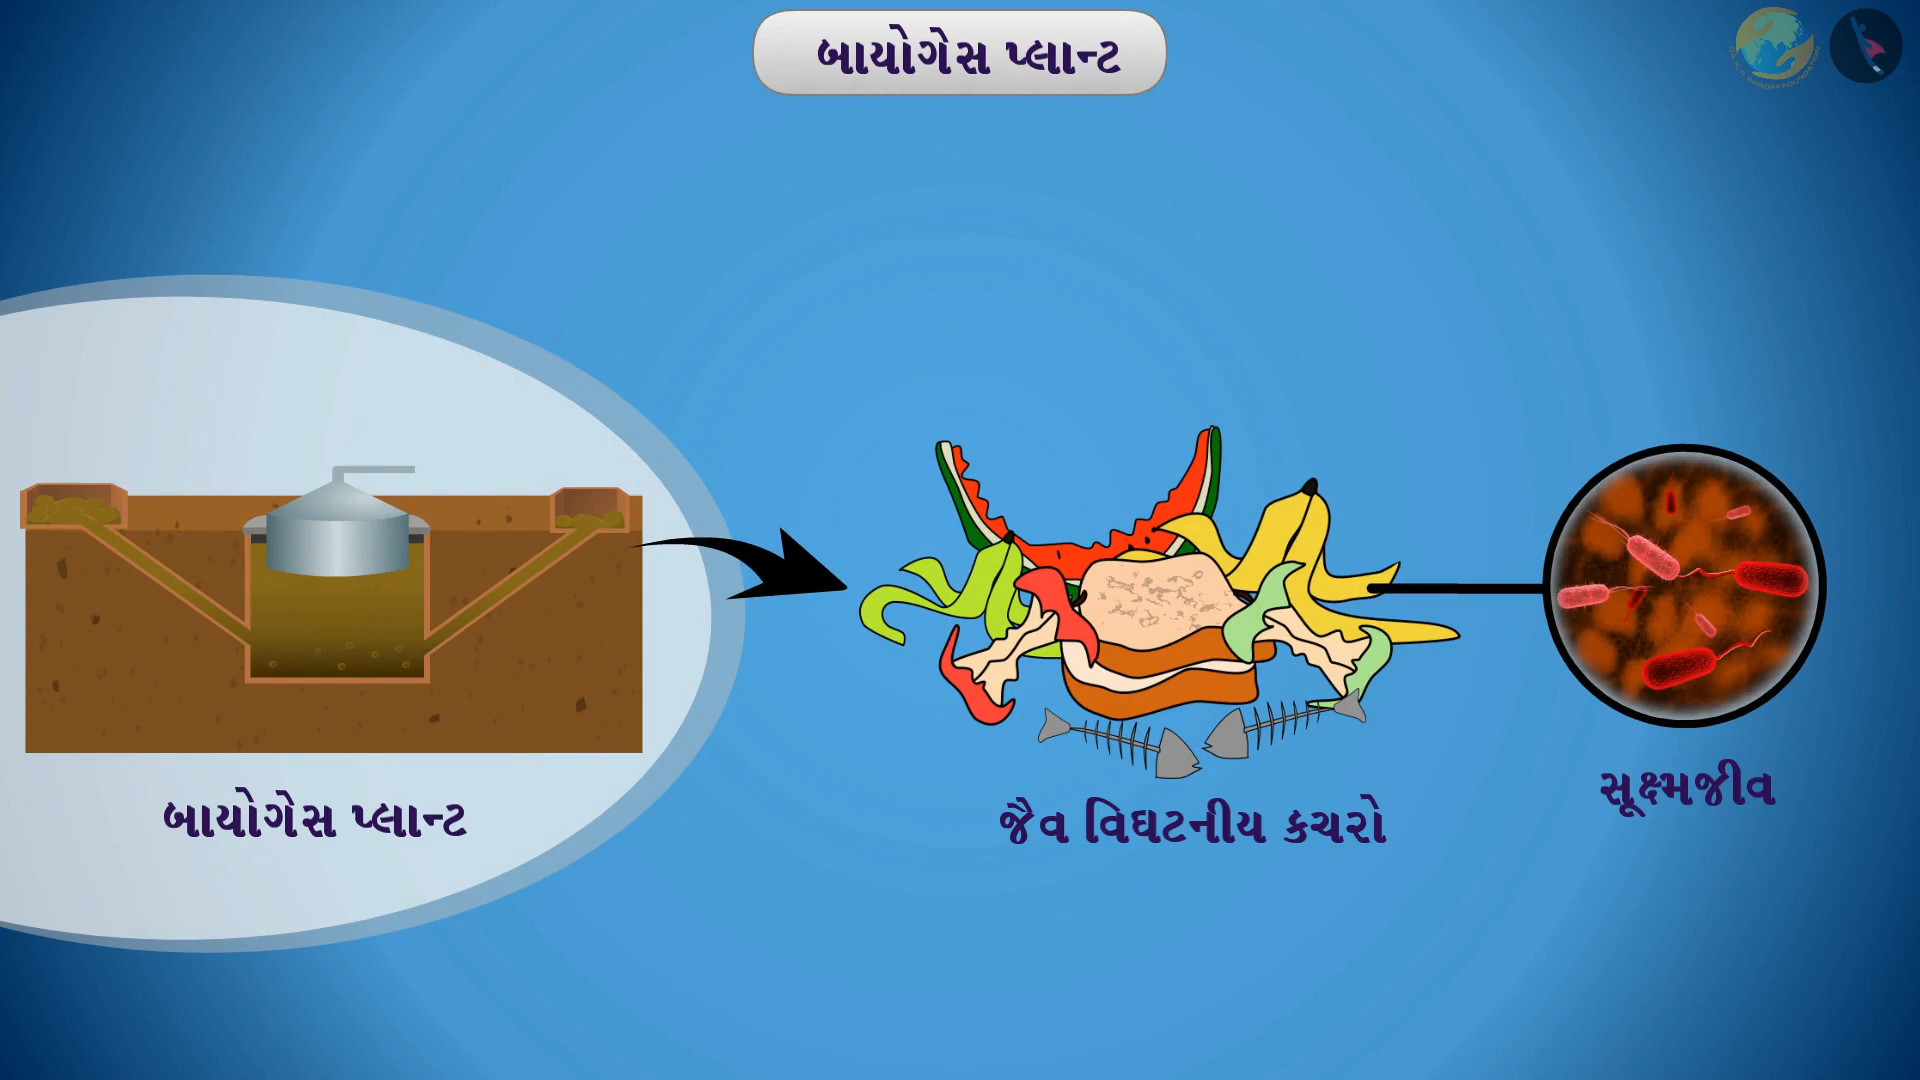 બાયોગેસ પ્લાન્ટ
બાયોગેસ પ્લાન્ટ
જૈવ વિઘટનીય કચરો
સૂક્ષ્મજીવ